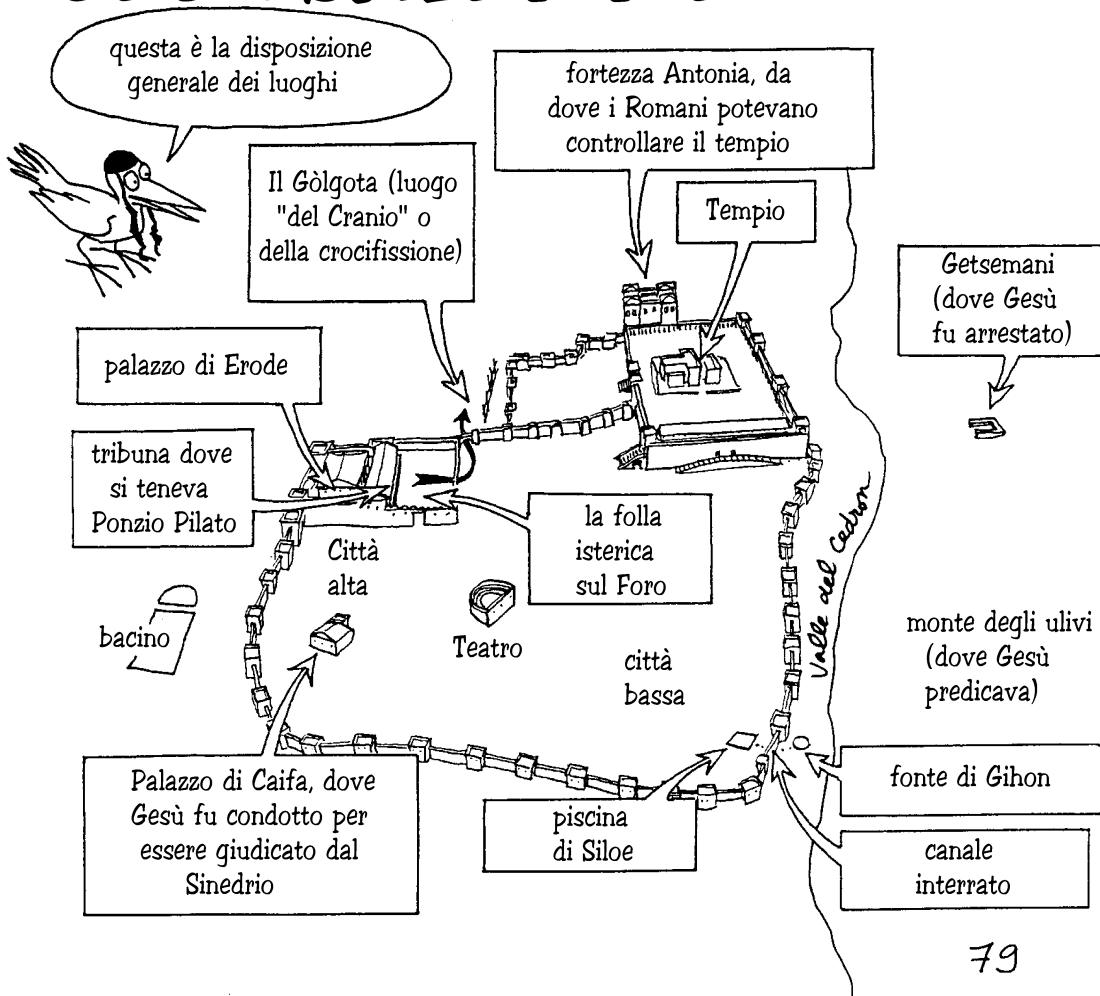 questa è la disposizione
generale dei luoghi
fortezza Antonia, da
dove i Romani potevano
controllare il tempio
Il Gòlgota (luogo
"del Cranio" o
della crocifissione)
Tempio
Getsemani
(dove Gesù
fu arrestato)
palazzo di Erode
tribuna dove
si teneva
Ponzio Pilato
la folla
isterica
sul Foro
Città
alta
bacino
Teatro
città
bassa
Valle del Cedron
monte degli ulivi
(dove Gesù
predicava)
Palazzo di Caifa, dove
Gesù fu condotto per
essere giudicato dal
Sinedrio
piscina
di Siloe
fonte di Gihon
canale
interrato
79